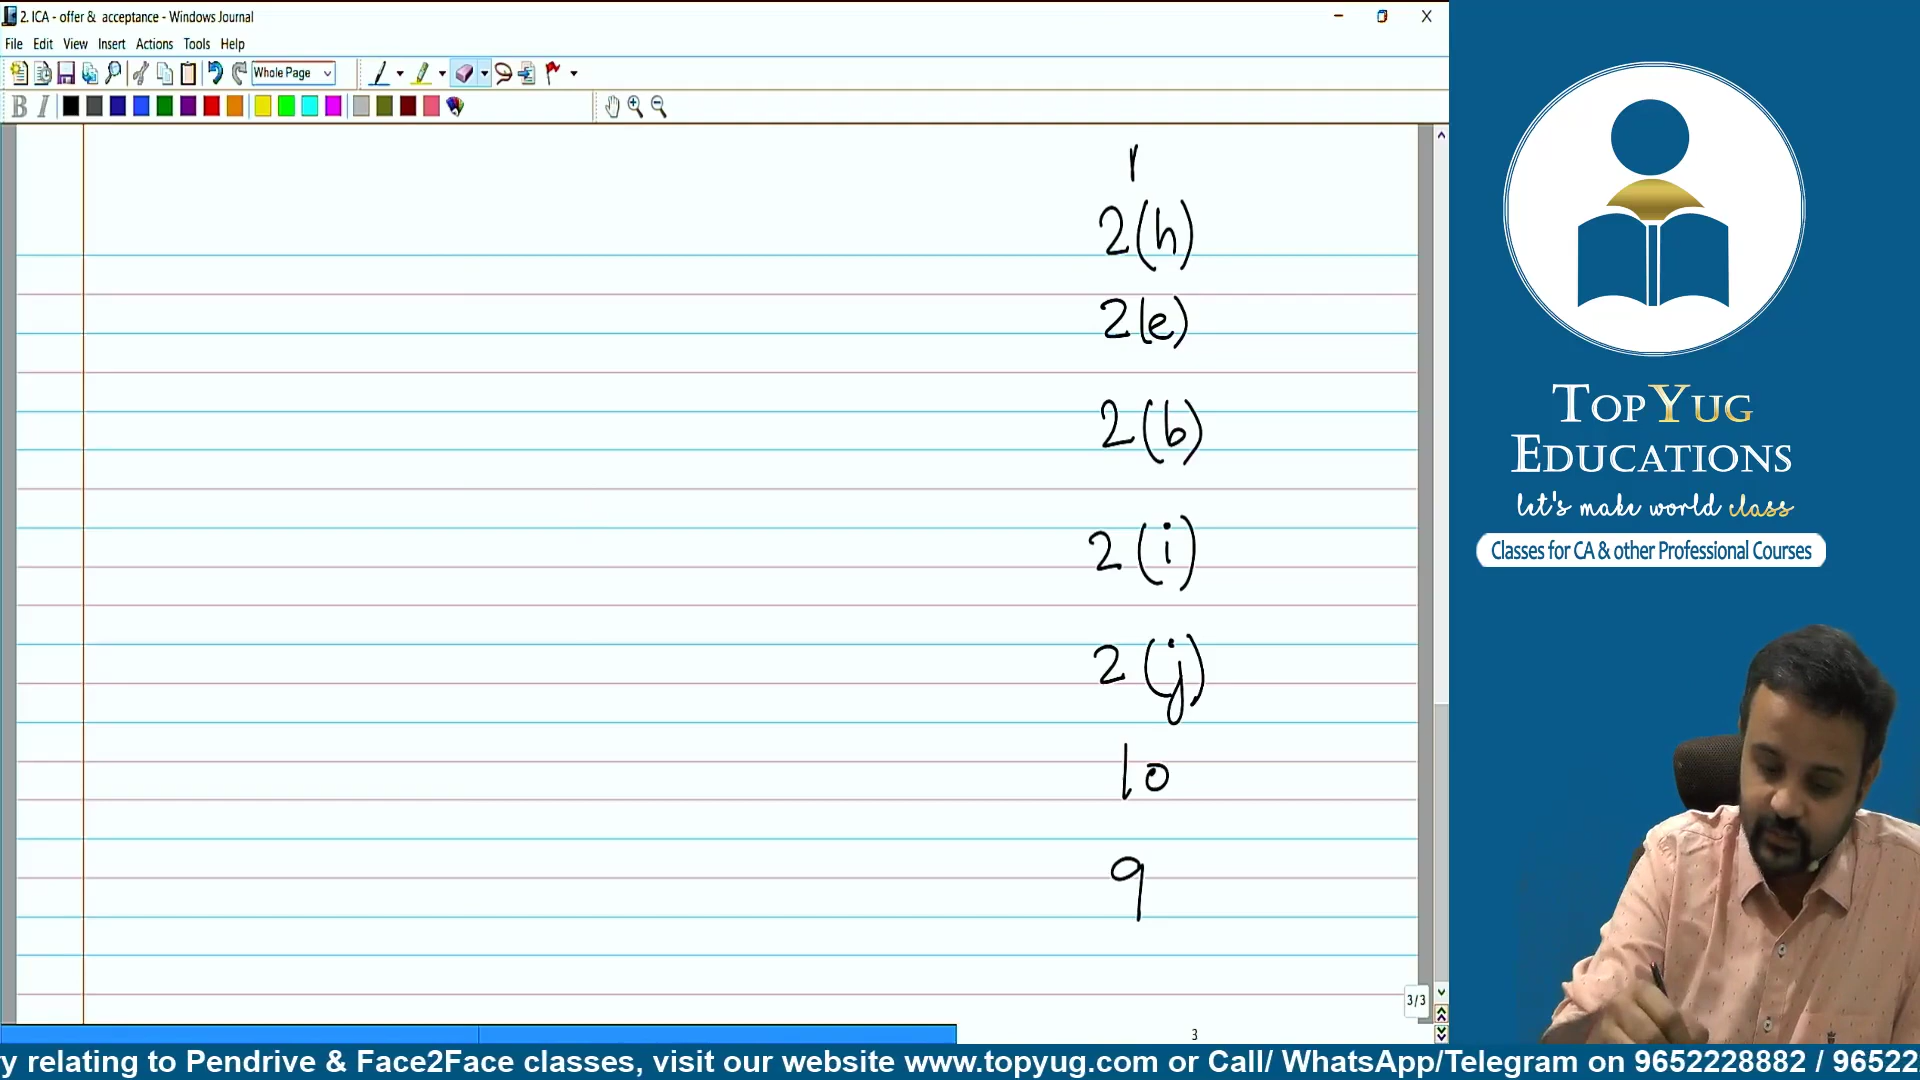 2. ICA - offer & acceptance - Windows Journal
File Edit View Insert Actions Tools Help
Whole Page
B I
1
2(h)
2(e)
2(b)
2(i)
2(j)
10
9
3/3
3
TOPYUG
EDUCATIONS
let's make world class
Classes for CA & other Professional Courses
y relating to Pendrive & Face2Face classes, visit our website www.topyug.com or Call/ WhatsApp/Telegram on 9652228882 / 96522